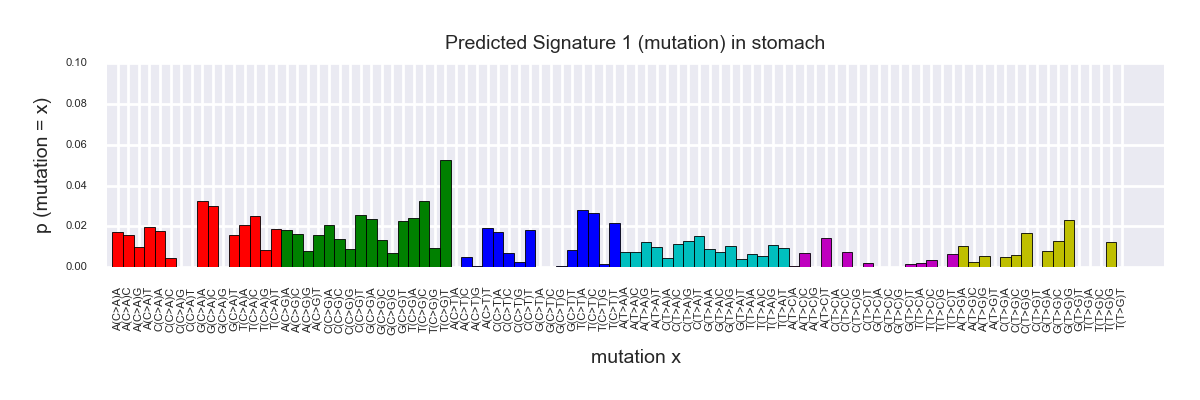 Predicted Signature 1 (mutation) in stomach
p (mutation = x)
0.10
0.08
0.06
0.04
0.02
0.00
A(C>A)A
A(C>A)C
A(C>A)G
A(C>A)T
C(C>A)A
C(C>A)C
C(C>A)G
C(C>A)T
G(C>A)A
G(C>A)C
G(C>A)G
G(C>A)T
T(C>A)A
T(C>A)C
T(C>A)G
T(C>A)T
A(C>G)A
A(C>G)C
A(C>G)G
A(C>G)T
C(C>G)A
C(C>G)C
C(C>G)G
C(C>G)T
G(C>G)A
G(C>G)C
G(C>G)G
G(C>G)T
T(C>G)A
T(C>G)C
T(C>G)G
T(C>G)T
A(C>T)A
A(C>T)C
A(C>T)G
A(C>T)T
C(C>T)A
C(C>T)C
C(C>T)G
C(C>T)T
G(C>T)A
G(C>T)C
G(C>T)G
G(C>T)T
T(C>T)A
T(C>T)C
T(C>T)G
T(C>T)T
A(T>A)A
A(T>A)C
A(T>A)G
A(T>A)T
C(T>A)A
C(T>A)C
C(T>A)G
C(T>A)T
G(T>A)A
G(T>A)C
G(T>A)G
G(T>A)T
T(T>A)A
T(T>A)C
T(T>A)G
T(T>A)T
A(T>C)A
A(T>C)C
A(T>C)G
A(T>C)T
C(T>C)A
C(T>C)C
C(T>C)G
C(T>C)T
G(T>C)A
G(T>C)C
G(T>C)G
G(T>C)T
T(T>C)A
T(T>C)C
T(T>C)G
T(T>C)T
A(T>G)A
A(T>G)C
A(T>G)G
A(T>G)T
C(T>G)A
C(T>G)C
C(T>G)G
C(T>G)T
G(T>G)A
G(T>G)C
G(T>G)G
G(T>G)T
T(T>G)A
T(T>G)C
T(T>G)G
T(T>G)T
mutation x